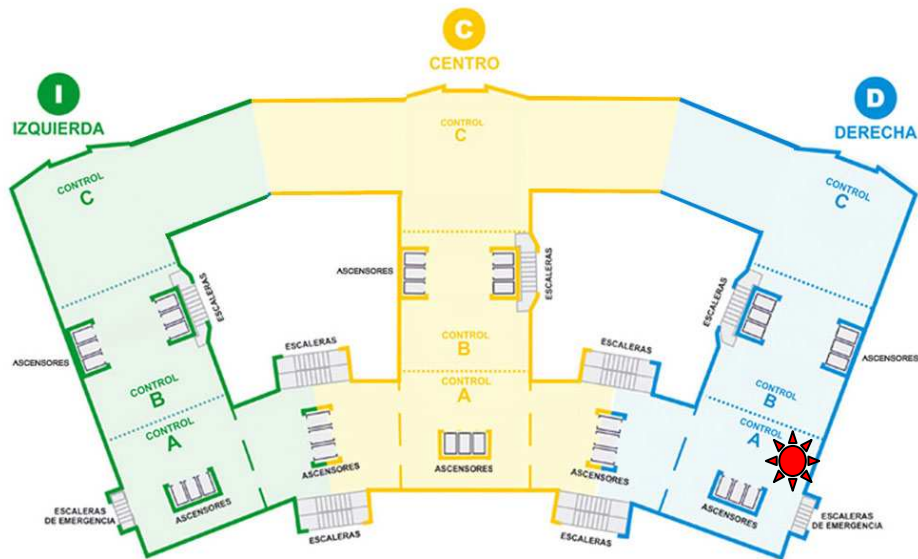 C
CENTRO
I
IZQUIERDA
D
DERECHA
CONTROL
C
CONTROL
C
CONTROL
C
ASCENSORES
ESCALERAS
ESCALERAS
ESCALERAS
ASCENSORES
ESCALERAS
CONTROL
B
ESCALERAS
ASCENSORES
CONTROL
B
CONTROL
B
CONTROL
A
CONTROL
A
CONTROL
A
ASCENSORES
ASCENSORES
ASCENSORES
ASCENSORES
ASCENSORES
ESCALERAS
DE EMERGENCIA
ESCALERAS
ESCALERAS
ESCALERAS
DE EMERGENCIA